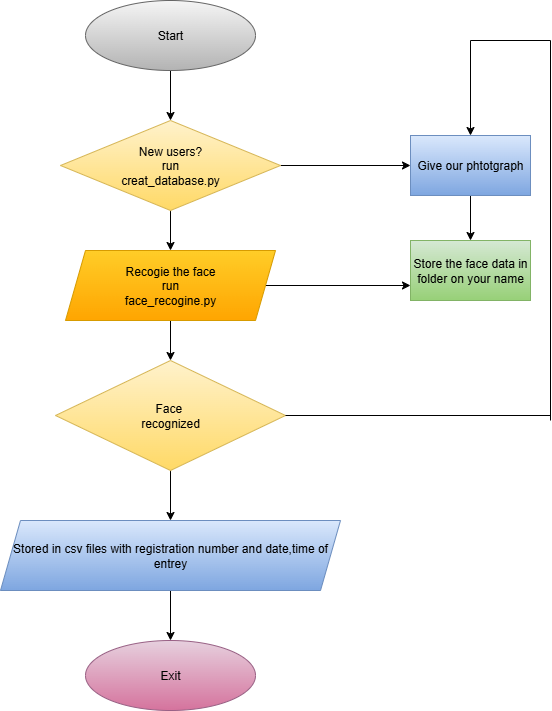 Start
New users?
run
creat_database.py
Give our phtotgraph
Recogie the face
run
face_recogine.py
Store the face data in
folder on your name
Face
recognized
Stored in csv files with registration number and date,time of
entrey
Exit